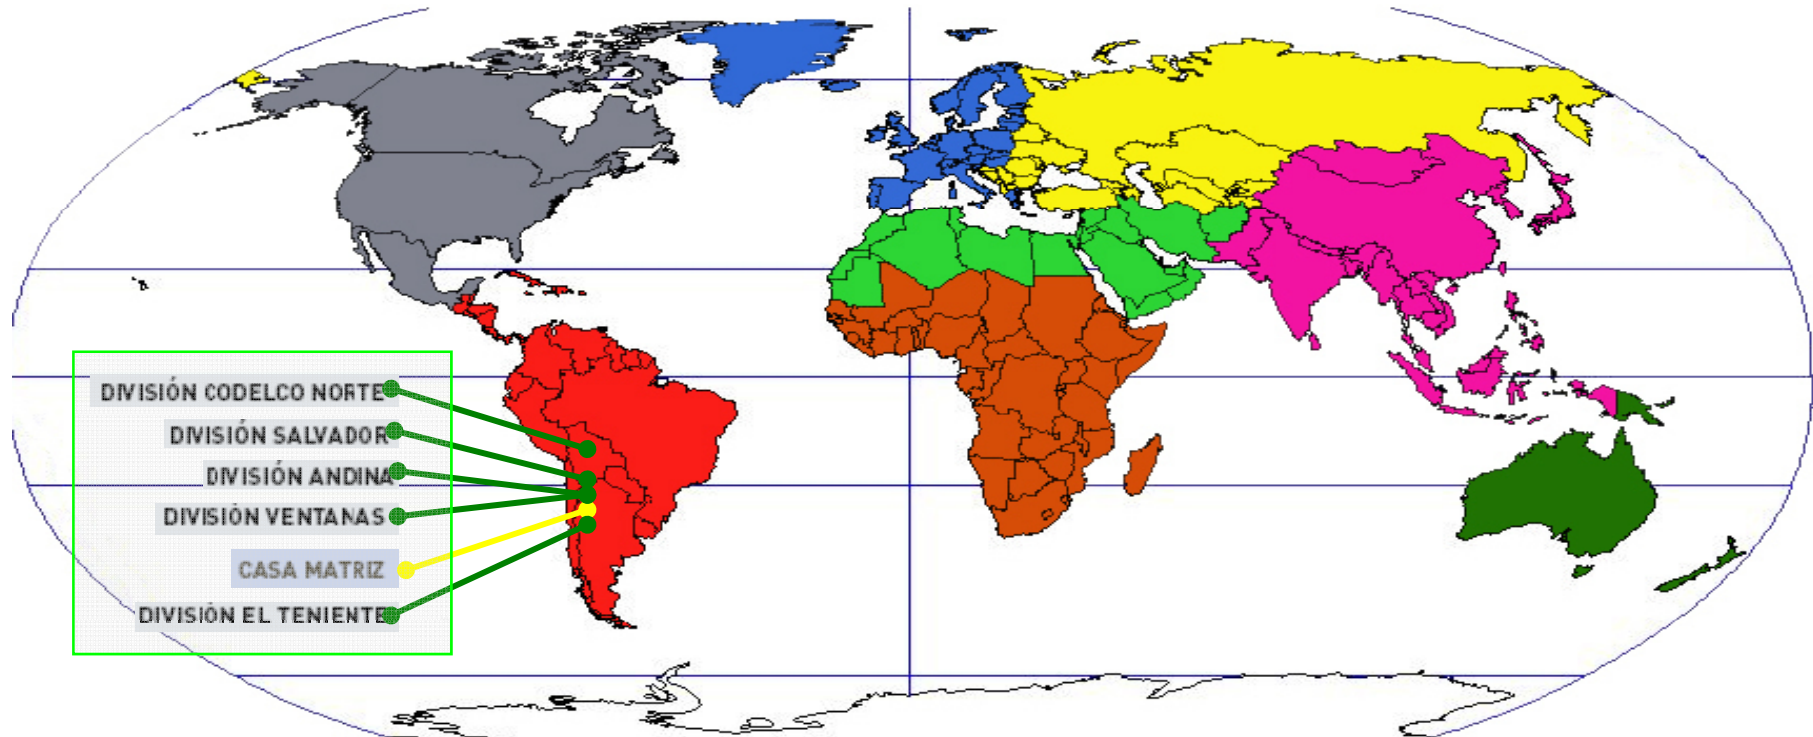 DIVISIÓN CODELCO NORTE
DIVISIÓN SALVADOR
DIVISIÓN ANDINA
DIVISIÓN VENTANAS
CASA MATRIZ
DIVISIÓN EL TENIENTE